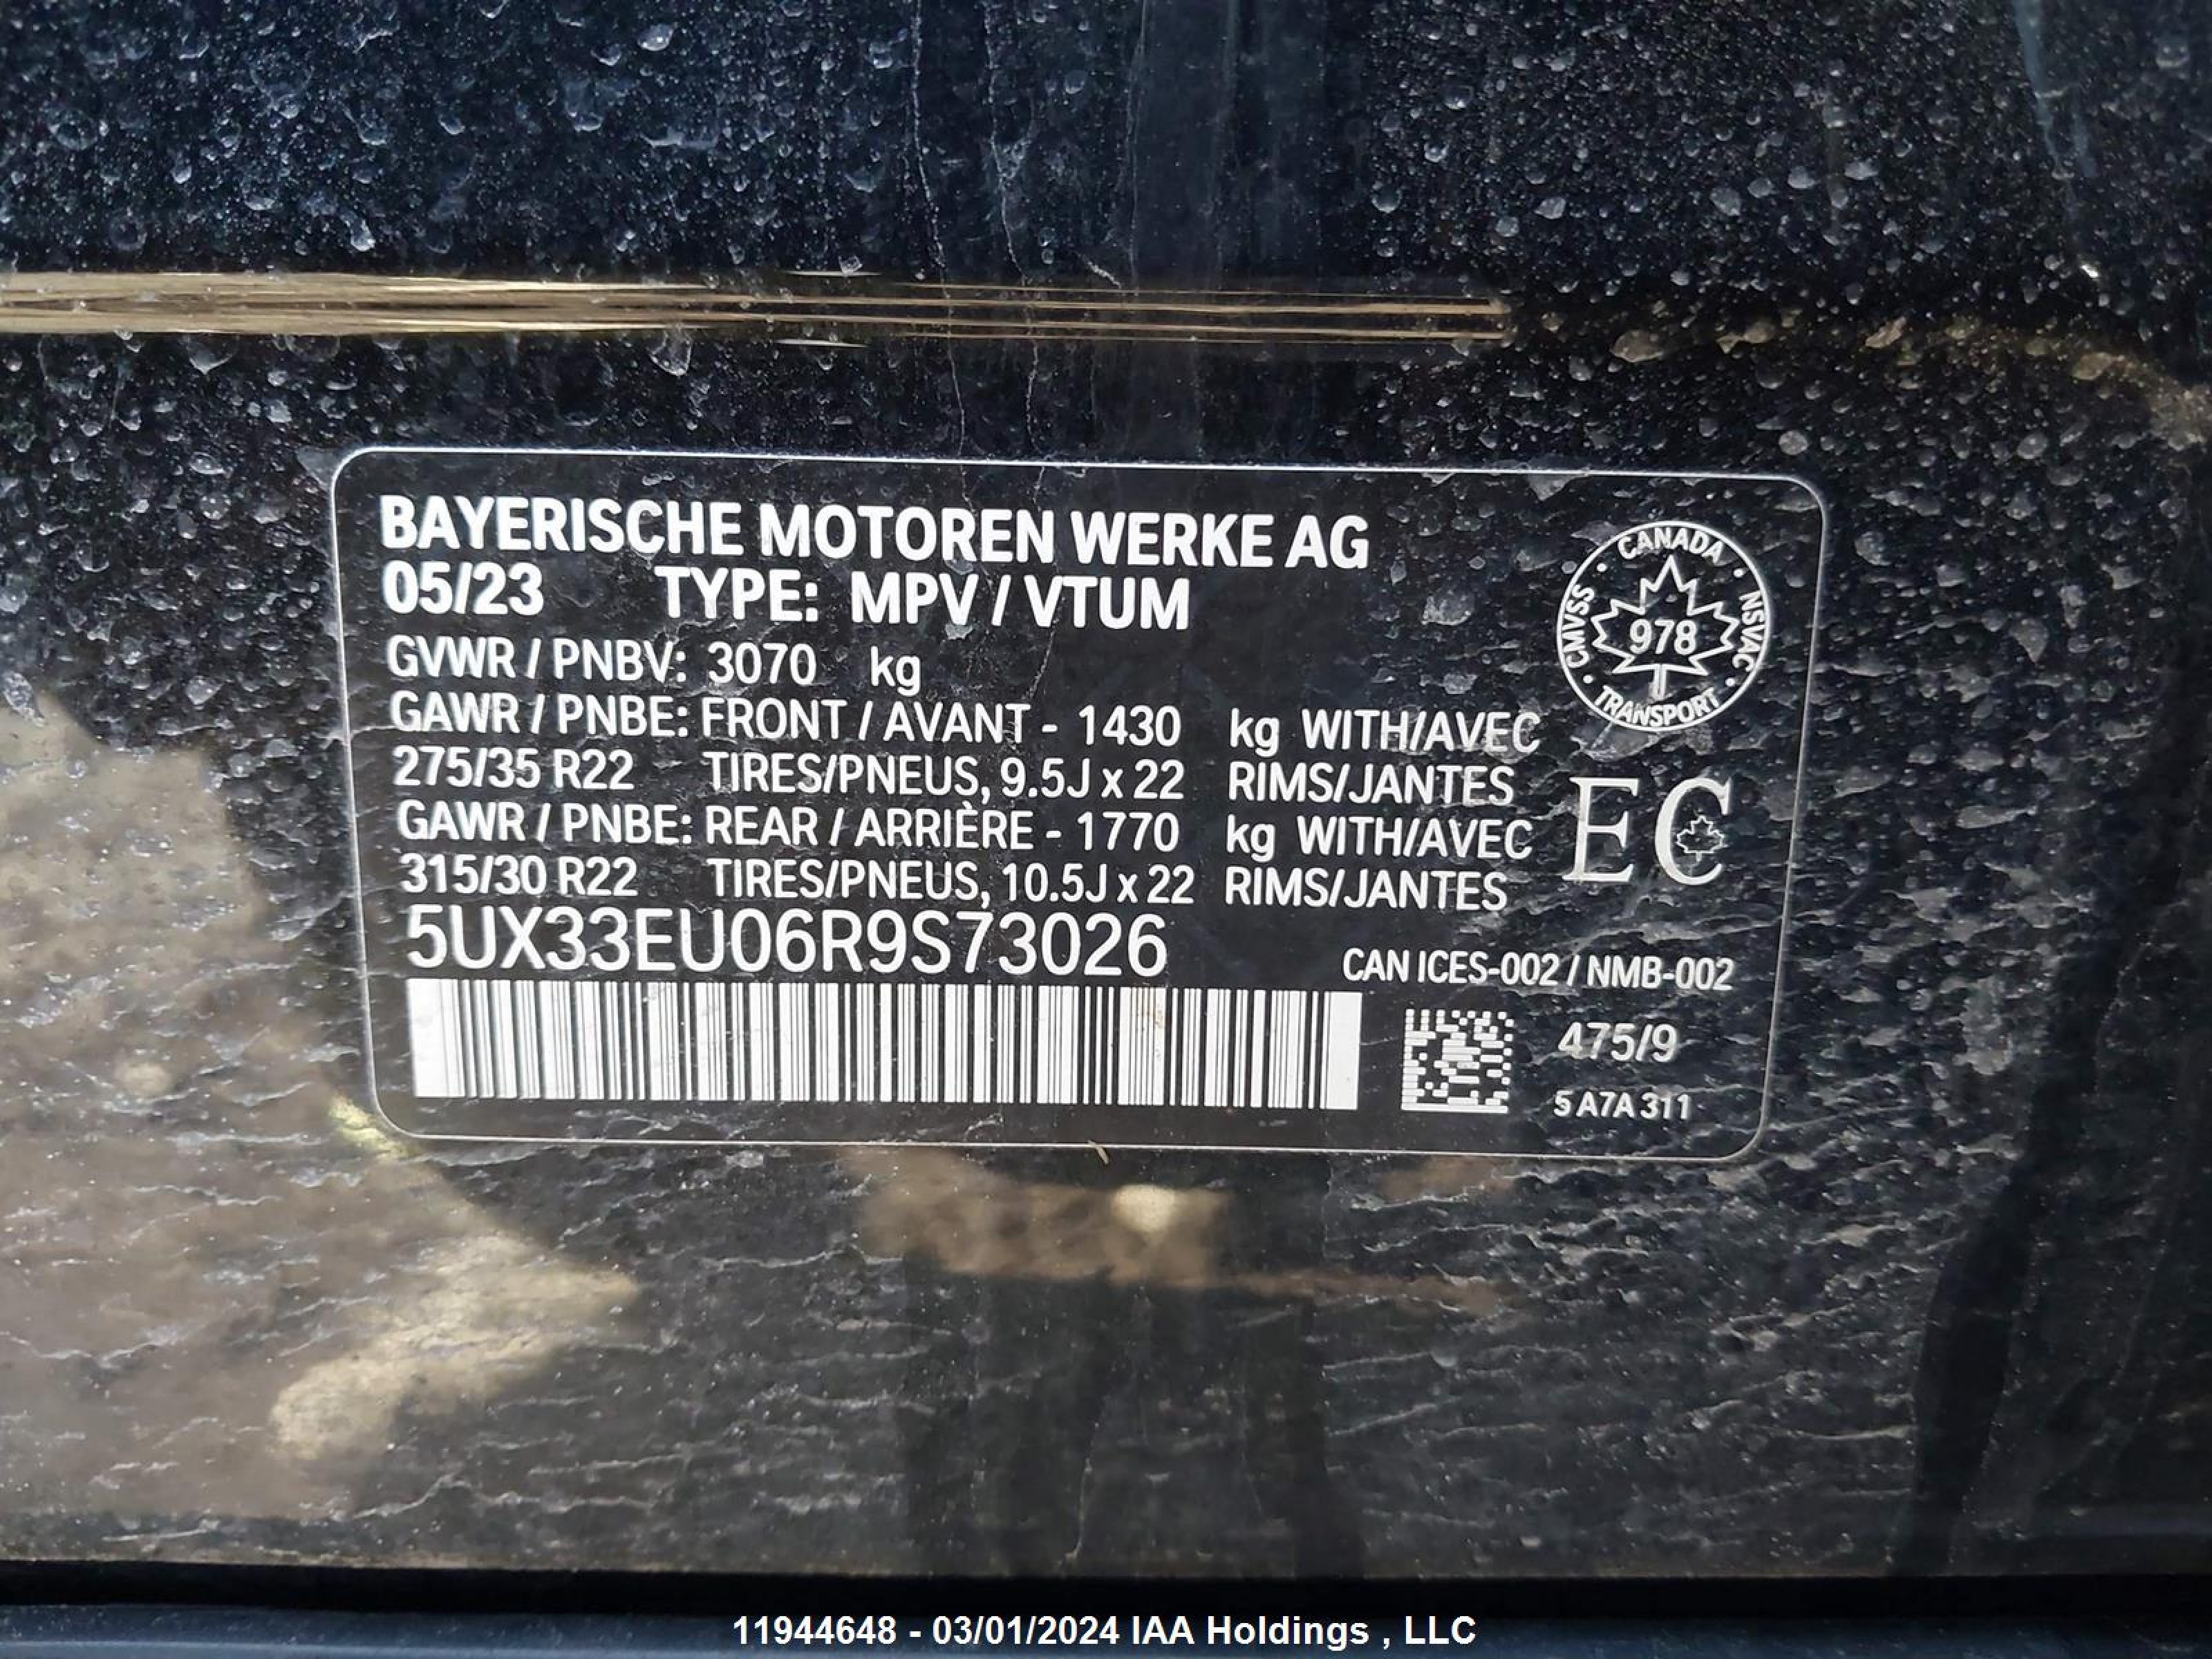 BAYERISCHE MOTOREN WERKE AG
05/23 TYPE: MPV / VTUM
GVWR / PNBV: 3070 kg
GAWR / PNBE: FRONT / AVANT - 1430 kg WITH/AVEC
275/35 R22 TIRES/PNEUS, 9.5J x 22 RIMS/JANTES
GAWR / PNBE: REAR / ARRIÈRE - 1770 kg WITH/AVEC
315/30 R22 TIRES/PNEUS, 10.5J x 22 RIMS/JANTES
5UX33EU06R9S73026
CANADA · NSVAC · TRANSPORT · CMVSS ·
978
EC
CAN ICES-002 / NMB-002
475/9
5 A7A 311
11944648 - 03/01/2024 IAA Holdings , LLC